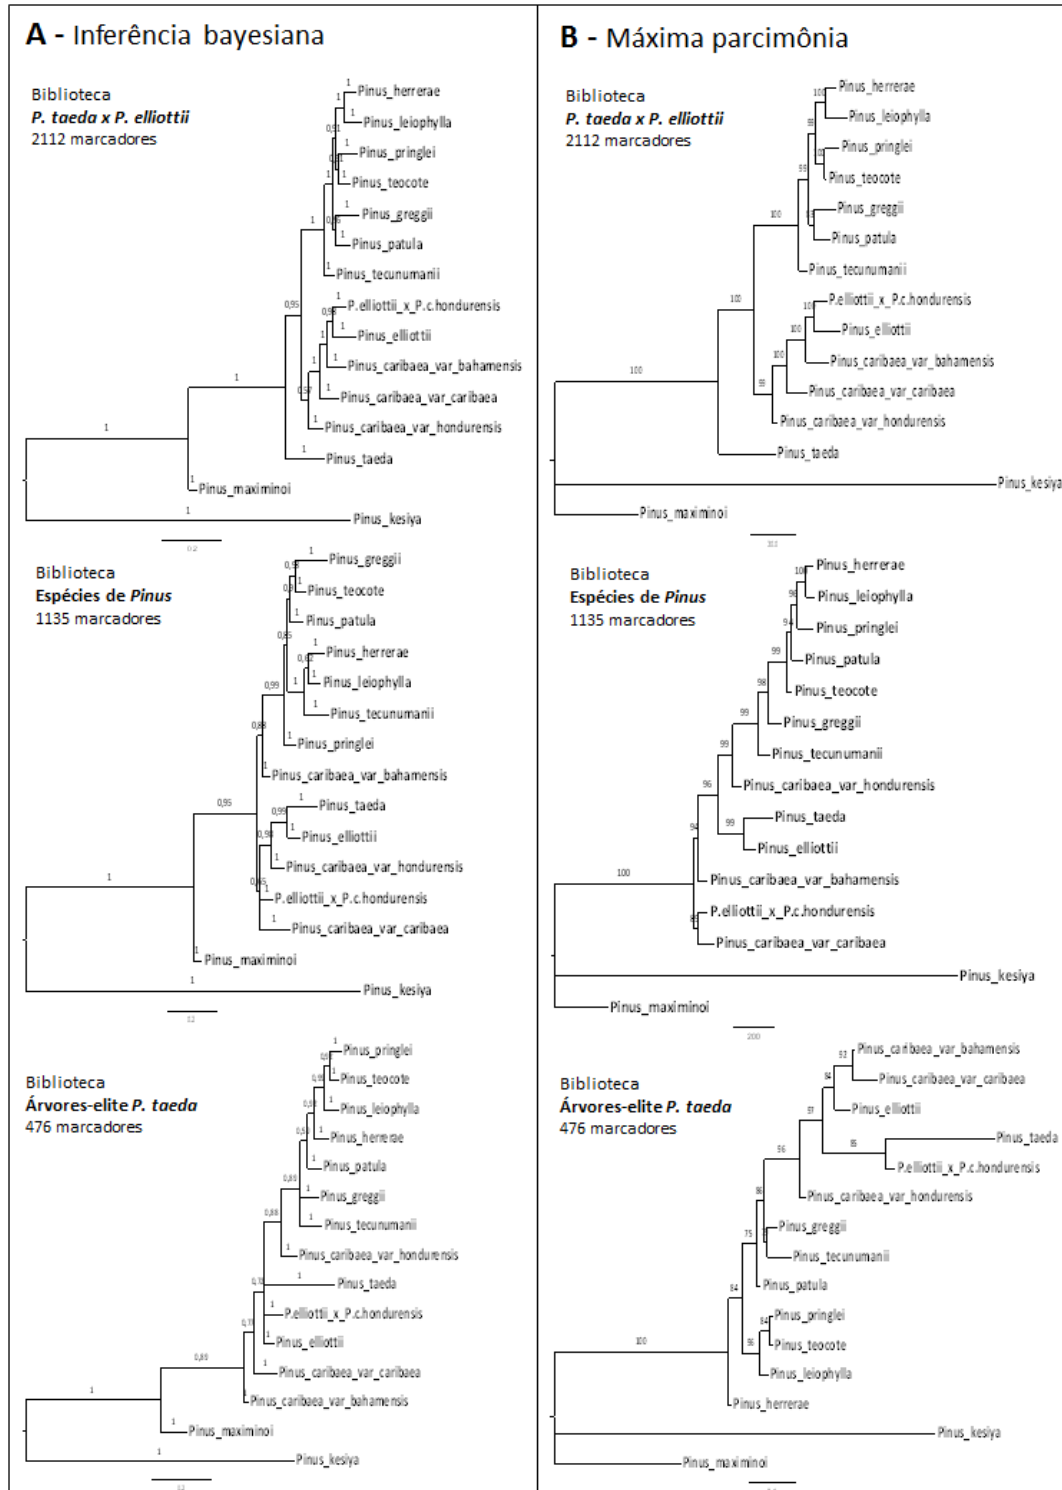 A - Inferência bayesiana
Biblioteca
P. taeda x P. elliottii
2112 marcadores
Pinus_herrerae
Pinus_leiophylla
Pinus_pringlei
Pinus_teocote
Pinus_greggii
Pinus_patula
Pinus_tecunumanii
P.elliottii_x_P.c.hondurensis
Pinus_elliottii
Pinus_caribaea_var_bahamensis
Pinus_caribaea_var_caribaea
Pinus_caribaea_var_hondurensis
Pinus_taeda
Pinus_maximinoi
Pinus_kesiya
0.2
Biblioteca
Espécies de Pinus
1135 marcadores
Pinus_greggii
Pinus_teocote
Pinus_patula
Pinus_herrerae
Pinus_leiophylla
Pinus_tecunumanii
Pinus_pringlei
Pinus_caribaea_var_bahamensis
Pinus_taeda
Pinus_elliottii
Pinus_caribaea_var_hondurensis
P.elliottii_x_P.c.hondurensis
Pinus_caribaea_var_caribaea
Pinus_maximinoi
Pinus_kesiya
Biblioteca
Árvores-elite P. taeda
476 marcadores
Pinus_pringlei
Pinus_teocote
Pinus_leiophylla
Pinus_herrerae
Pinus_patula
Pinus_greggii
Pinus_tecunumanii
Pinus_caribaea_var_hondurensis
Pinus_taeda
P.elliottii_x_P.c.hondurensis
Pinus_elliottii
Pinus_caribaea_var_caribaea
Pinus_caribaea_var_bahamensis
Pinus_maximinoi
Pinus_kesiya
B - Máxima parcimônia
Biblioteca
P. taeda x P. elliottii
2112 marcadores
Pinus_herrerae
Pinus_leiophylla
Pinus_pringlei
Pinus_teocote
Pinus_greggii
Pinus_patula
Pinus_tecunumanii
P.elliottii_x_P.c.hondurensis
Pinus_elliottii
Pinus_caribaea_var_bahamensis
Pinus_caribaea_var_caribaea
Pinus_caribaea_var_hondurensis
Pinus_taeda
Pinus_kesiya
Pinus_maximinoi
Biblioteca
Espécies de Pinus
1135 marcadores
Pinus_herrerae
Pinus_leiophylla
Pinus_pringlei
Pinus_patula
Pinus_teocote
Pinus_greggii
Pinus_tecunumanii
Pinus_caribaea_var_hondurensis
Pinus_taeda
Pinus_elliottii
Pinus_caribaea_var_bahamensis
P.elliottii_x_P.c.hondurensis
Pinus_caribaea_var_caribaea
Pinus_kesiya
Pinus_maximinoi
200
Biblioteca
Árvores-elite P. taeda
476 marcadores
Pinus_caribaea_var_bahamensis
Pinus_caribaea_var_caribaea
Pinus_elliottii
Pinus_taeda
P.elliottii_x_P.c.hondurensis
Pinus_caribaea_var_hondurensis
Pinus_greggii
Pinus_tecunumanii
Pinus_patula
Pinus_pringlei
Pinus_teocote
Pinus_leiophylla
Pinus_herrerae
Pinus_kesiya
Pinus_maximinoi